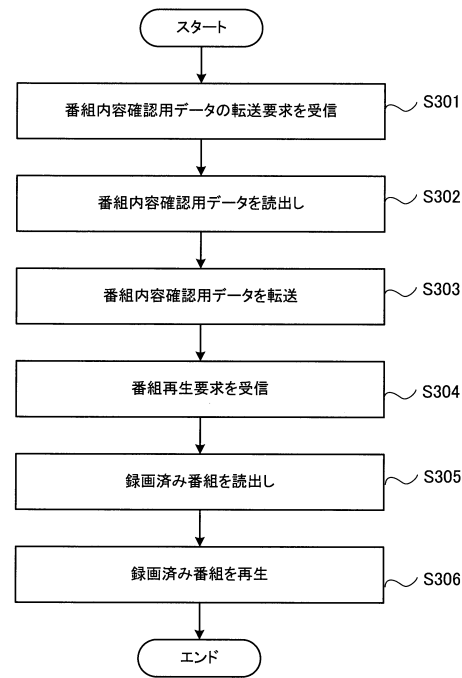 スタート
番組内容確認用データの転送要求を受信
S301
番組内容確認用データを読出し
S302
番組内容確認用データを転送
S303
番組再生要求を受信
S304
録画済み番組を読出し
S305
録画済み番組を再生
S306
エンド